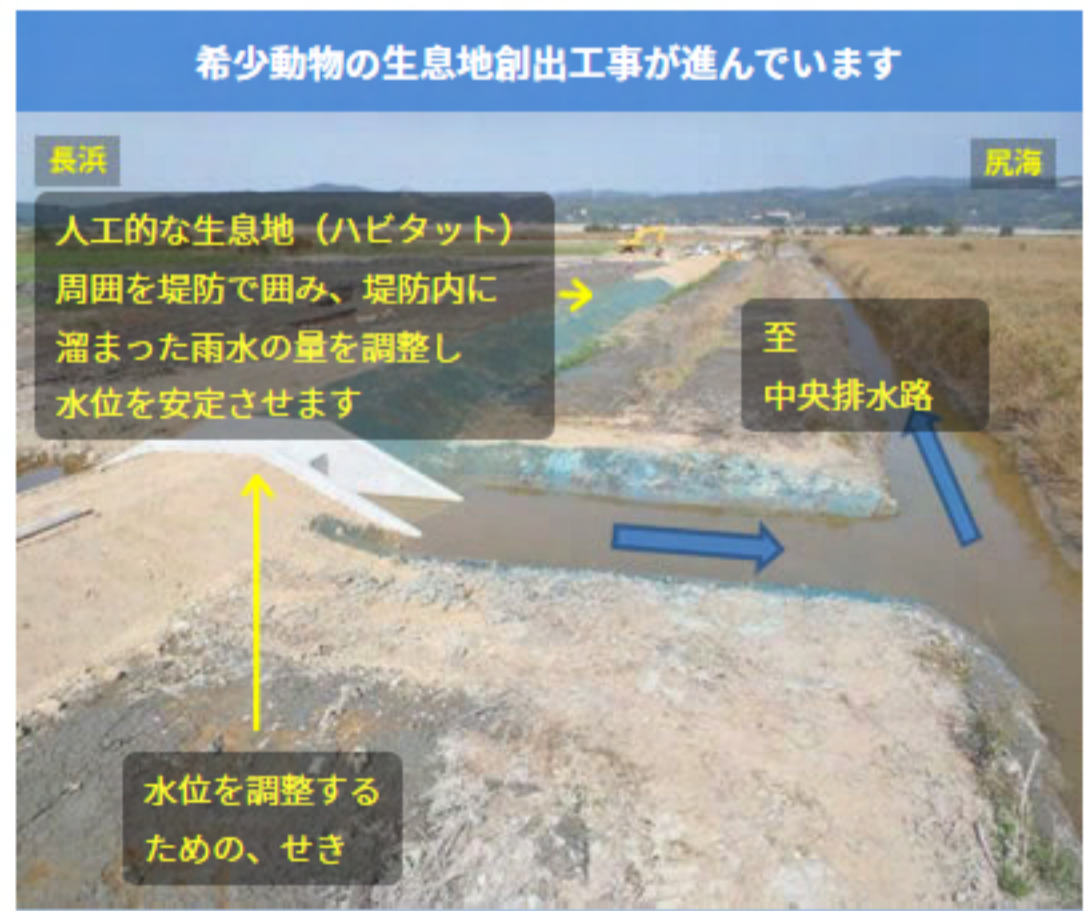 希少動物の生息地創出工事が進んでいます
長浜
尻海
人工的な生息地（ハビタット）
周囲を堤防で囲み、堤防内に
溜まった雨水の量を調整し
水位を安定させます
至
中央排水路
水位を調整する
ための、せき